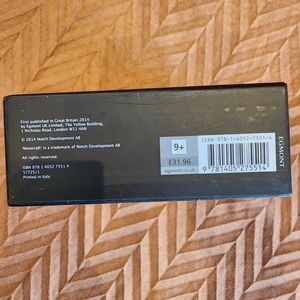 First published in Great Britain 2014
by Egmont UK Limited, The Yellow Building,
1 Nicholas Road, London W11 4AN
© 2014 Notch Development AB
'Minecraft' is a trademark of Notch Development AB
All rights reserved.
ISBN 978 1 4052 7551 4
57725/1
Printed in Italy
9+
£31.96
egmont.co.uk
ISBN 978-1-4052-7551-4
9 781405 275514
EGMONT